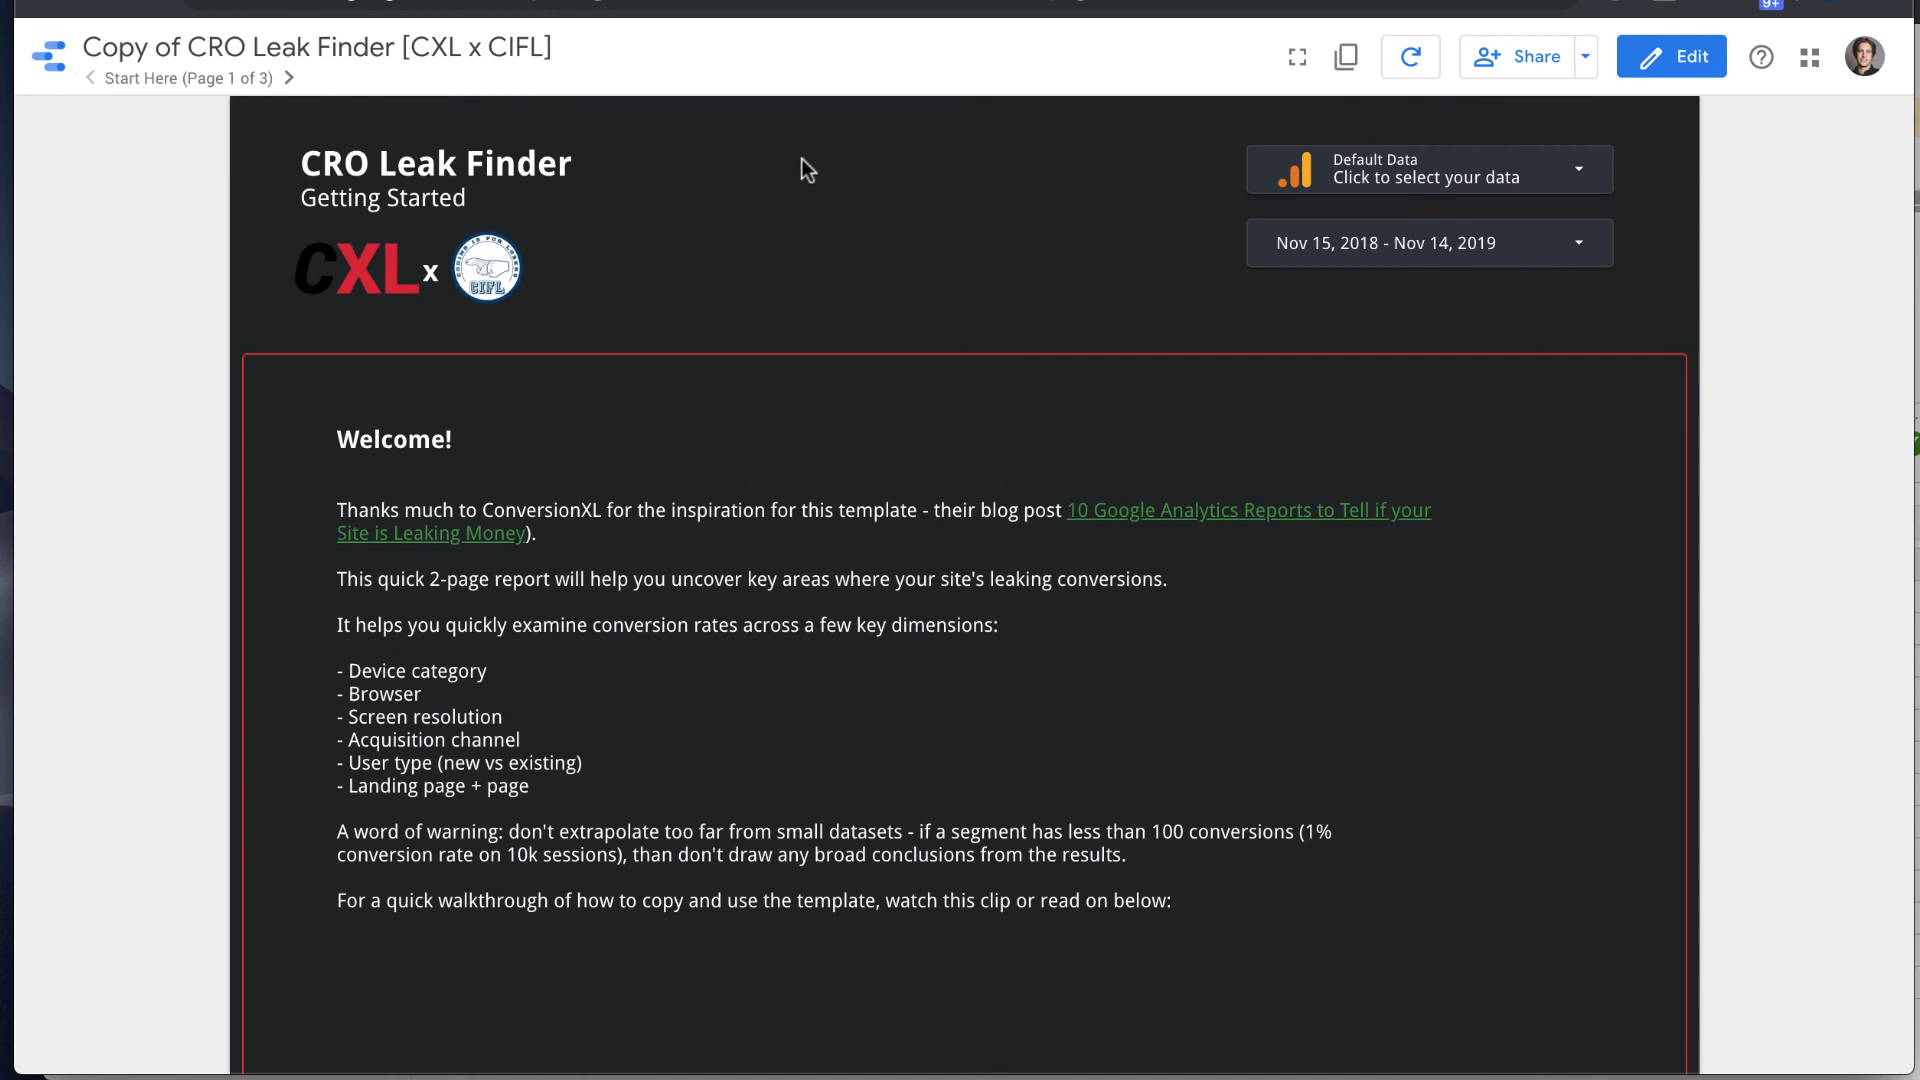 9+
Copy of CRO Leak Finder [CXL x CIFL]
Start Here (Page 1 of 3)
Share
Edit
CRO Leak Finder
Getting Started
CXL x
CODING IS FOR LOSERS
CIFL
Default Data
Click to select your data
Nov 15, 2018 - Nov 14, 2019
Welcome!
Thanks much to ConversionXL for the inspiration for this template - their blog post 10 Google Analytics Reports to Tell if your
Site is Leaking Money).
This quick 2-page report will help you uncover key areas where your site's leaking conversions.
It helps you quickly examine conversion rates across a few key dimensions:
- Device category
- Browser
- Screen resolution
- Acquisition channel
- User type (new vs existing)
- Landing page + page
A word of warning: don't extrapolate too far from small datasets - if a segment has less than 100 conversions (1%
conversion rate on 10k sessions), than don't draw any broad conclusions from the results.
For a quick walkthrough of how to copy and use the template, watch this clip or read on below: